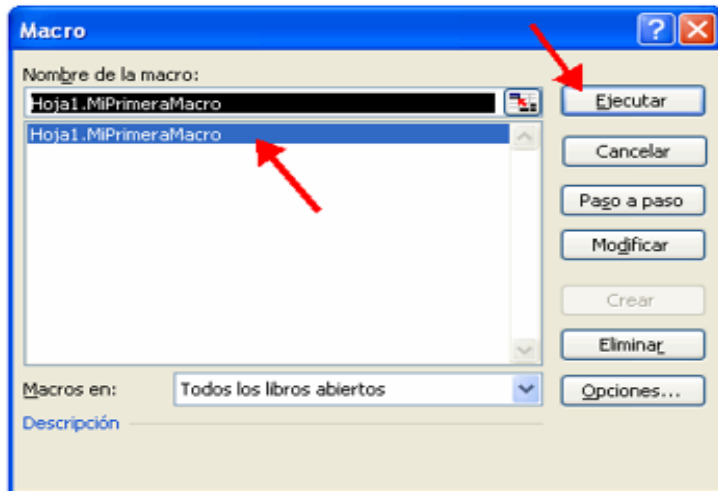 Macro
Nombre de la macro:
Hoja1.MiPrimeraMacro
Hoja1.MiPrimeraMacro
Ejecutar
Cancelar
Paso a paso
Modificar
Crear
Eliminar
Macros en:
Todos los libros abiertos
Opciones...
Descripción